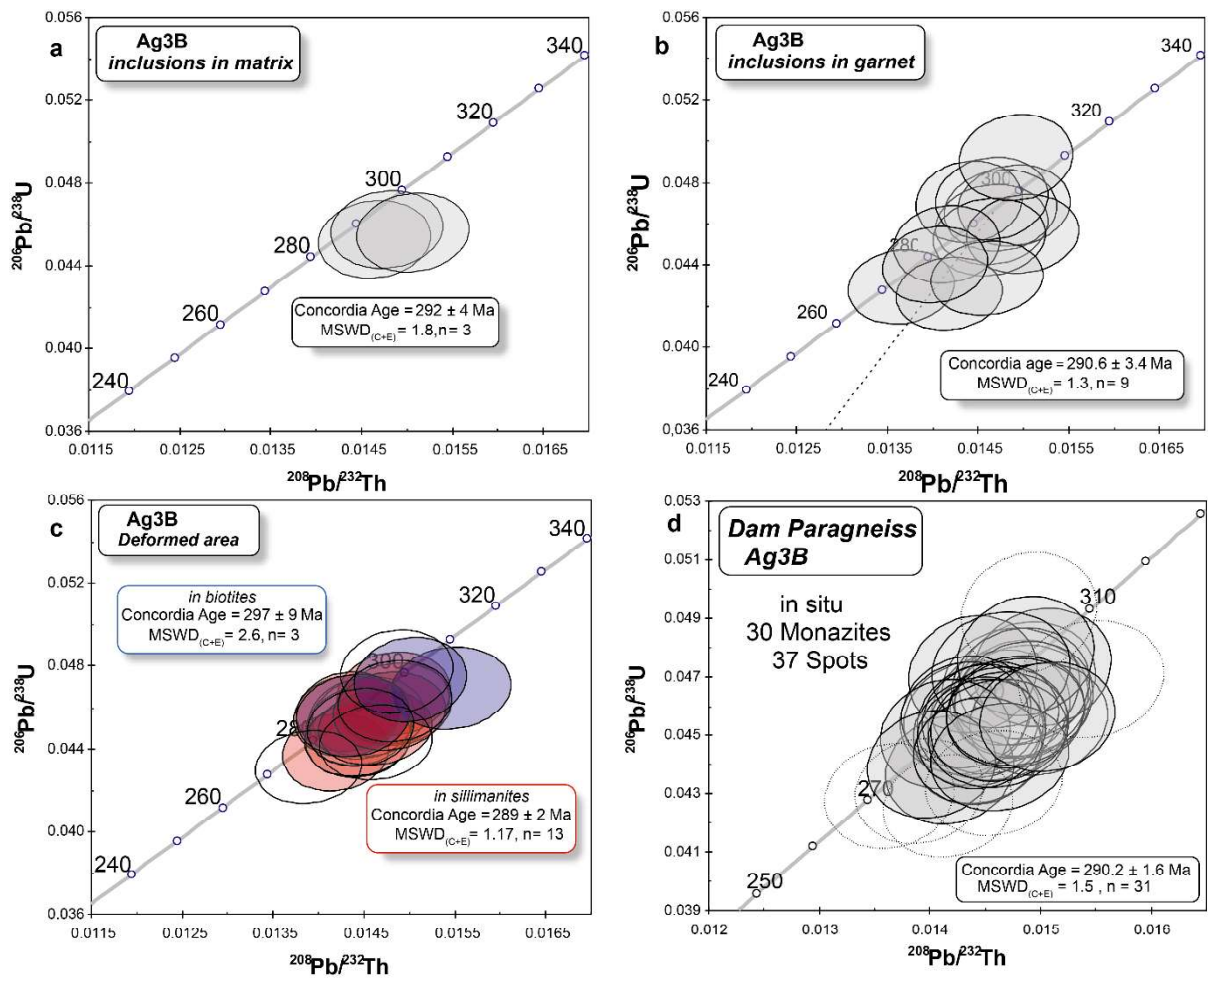 a
Ag3B
inclusions in matrix
0.056
0.052
0.048
0.044
0.040
0.036
340
320
300
280
260
240
Concordia Age = 292 ± 4 Ma
MSWD(C+E)= 1.8,n= 3
0.0115
0.0125
0.0135
0.0145
0.0155
0.0165
206Pb/238U
208Pb/232Th
b
Ag3B
inclusions in garnet
0.056
0.052
0.048
0.044
0.040
0,036
340
320
300
280
260
240
Concordia age = 290.6 ± 3.4 Ma
MSWD(C+E)= 1.3, n= 9
0.0115
0.0125
0.0135
0.0145
0.0155
0.0165
206Pb/238U
208Pb/232Th
c
Ag3B
Deformed area
0.056
0.052
0.048
0.044
0.040
0.036
340
320
300
260
240
in biotites
Concordia Age = 297 ± 9 Ma
MSWD(C+E)= 2.6, n= 3
in sillimanites
Concordia Age = 289 ± 2 Ma
MSWD(C+E)= 1.17, n= 13
0.0115
0.0125
0.0135
0.0145
0.0155
0.0165
206Pb/238U
208Pb/232Th
d
Dam Paragneiss
Ag3B
in situ
30 Monazites
37 Spots
0.053
0.051
0.049
0.047
0.045
0.043
0.041
0.039
310
270
250
Concordia Age = 290.2 ± 1.6 Ma
MSWD(C+E)= 1.5 , n = 31
0.012
0.013
0.014
0.015
0.016
206Pb/238U
208Pb/232Th